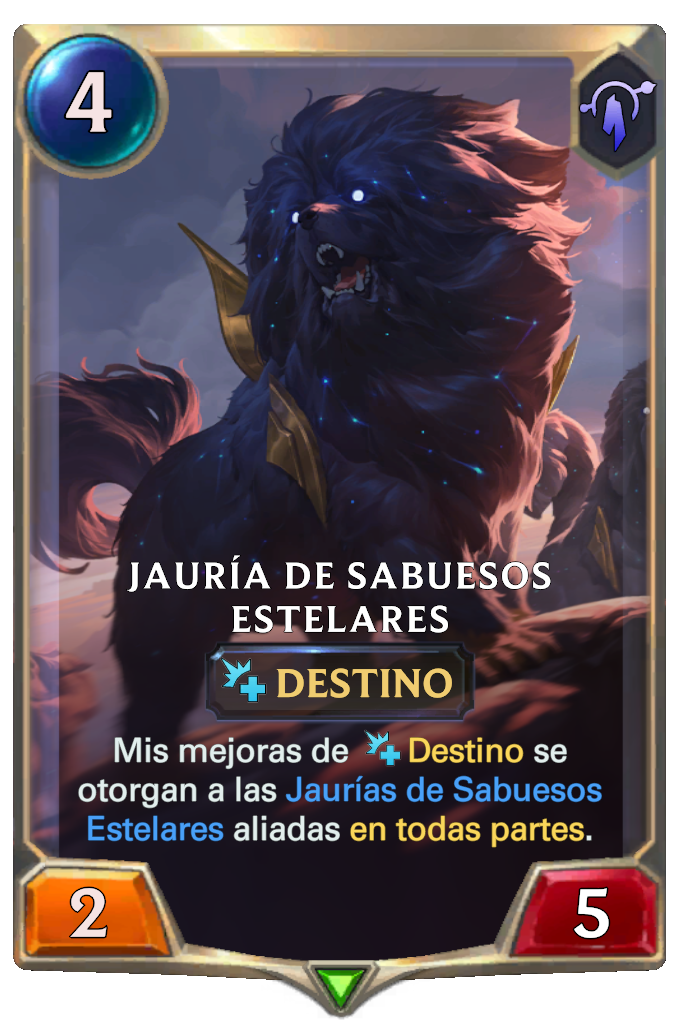 4
JAURÍA DE SABUESOS
ESTELARES
DESTINO
Mis mejoras de Destino se
otorgan a las Jaurías de Sabuesos
Estelares aliadas en todas partes.
2
5